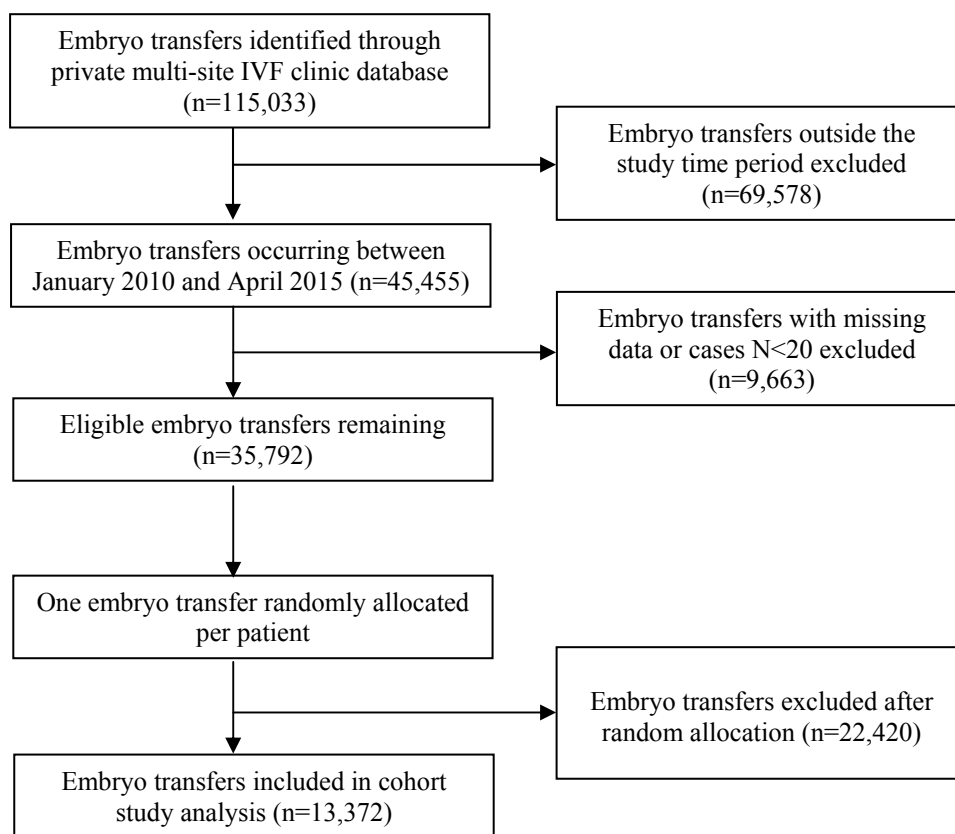 Embryo transfers identified through
private multi-site IVF clinic database
(n=115,033)
Embryo transfers outside the
study time period excluded
(n=69,578)
Embryo transfers occurring between
January 2010 and April 2015 (n=45,455)
Embryo transfers with missing
data or cases N<20 excluded
(n=9,663)
Eligible embryo transfers remaining
(n=35,792)
One embryo transfer randomly allocated
per patient
Embryo transfers excluded after
random allocation (n=22,420)
Embryo transfers included in cohort
study analysis (n=13,372)